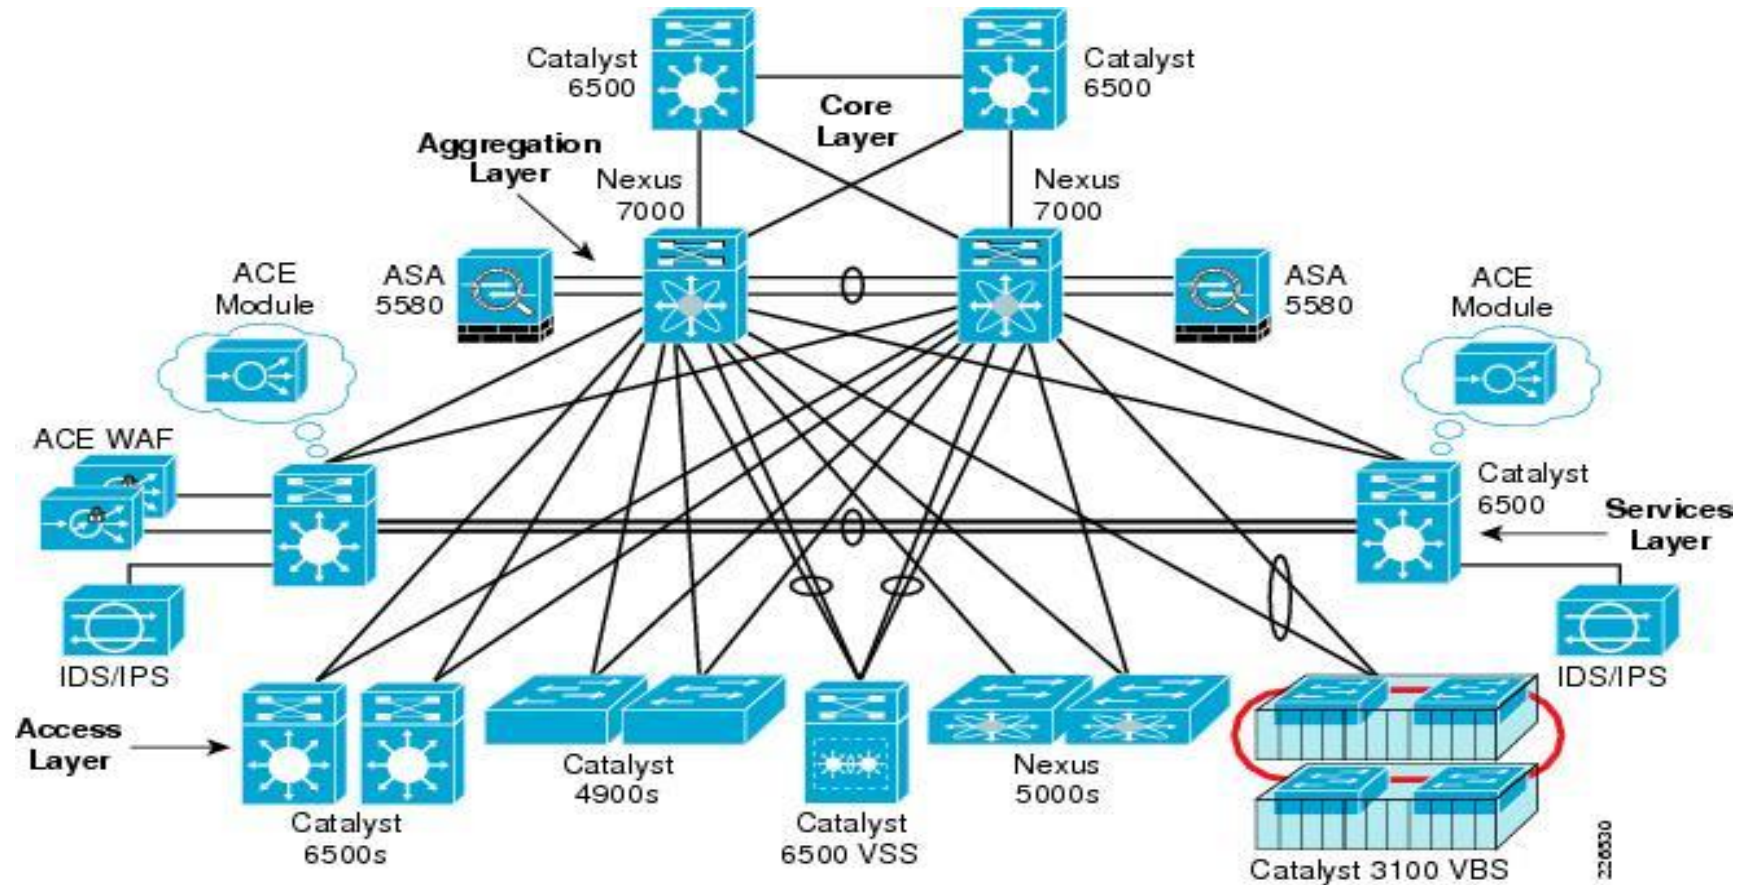 Catalyst
6500
Catalyst
6500
Core
Layer
Aggregation
Layer
Nexus
7000
Nexus
7000
ACE
Module
ASA
5580
ASA
5580
ACE
Module
ACE WAF
Catalyst
6500
Services
Layer
IDS/IPS
IDS/IPS
Access
Layer
Catalyst
6500s
Catalyst
4900s
Catalyst
6500 VSS
Nexus
5000s
Catalyst 3100 VBS
226530